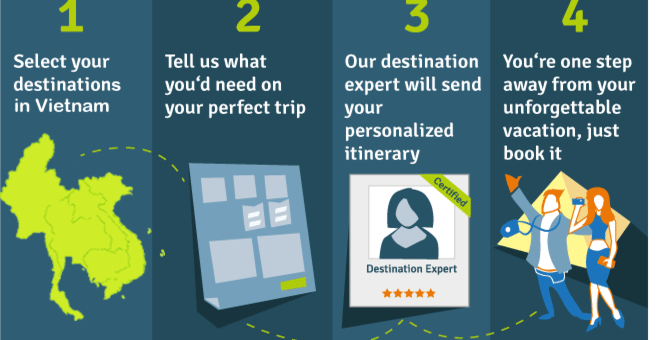 1
Select your
destinations
in Vietnam
2
Tell us what
you‘d need on
your perfect trip
3
Our destination
expert will send
your
personalized
itinerary
Certified
Destination Expert
4
You‘re one step
away from your
unforgettable
vacation, just
book it